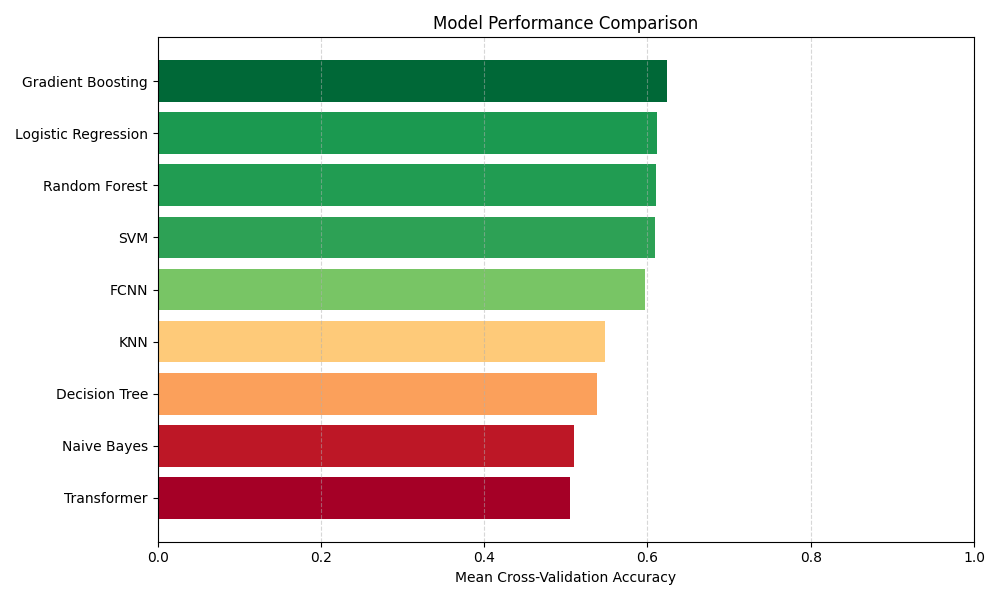 Model Performance Comparison
Gradient Boosting
Logistic Regression
Random Forest
SVM
FCNN
KNN
Decision Tree
Naive Bayes
Transformer
0.0 0.2 0.4 0.6 0.8 1.0
Mean Cross-Validation Accuracy